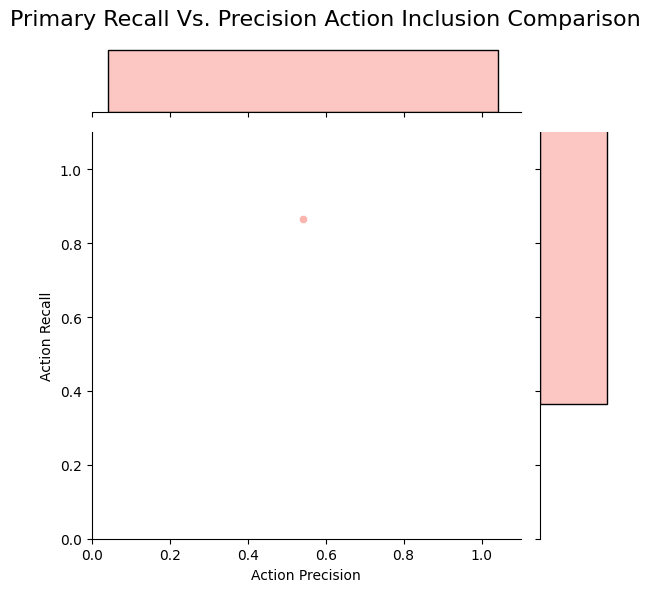 Primary Recall Vs. Precision Action Inclusion Comparison
1.0
0.8
0.6
0.4
0.2
0.0
Action Recall
0.0 0.2 0.4 0.6 0.8 1.0
Action Precision